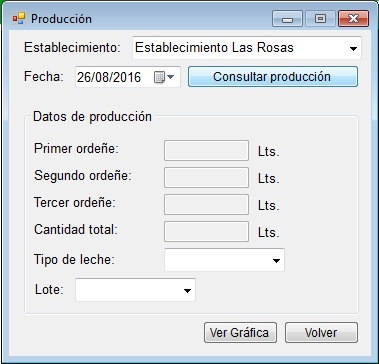 Producción
Establecimiento: Establecimiento Las Rosas
Fecha: 26/08/2016 Consultar producción
Datos de producción
Primer ordeñe: Lts.
Segundo ordeñe: Lts.
Tercer ordeñe: Lts.
Cantidad total: Lts.
Tipo de leche:
Lote:
Ver Gráfica Volver